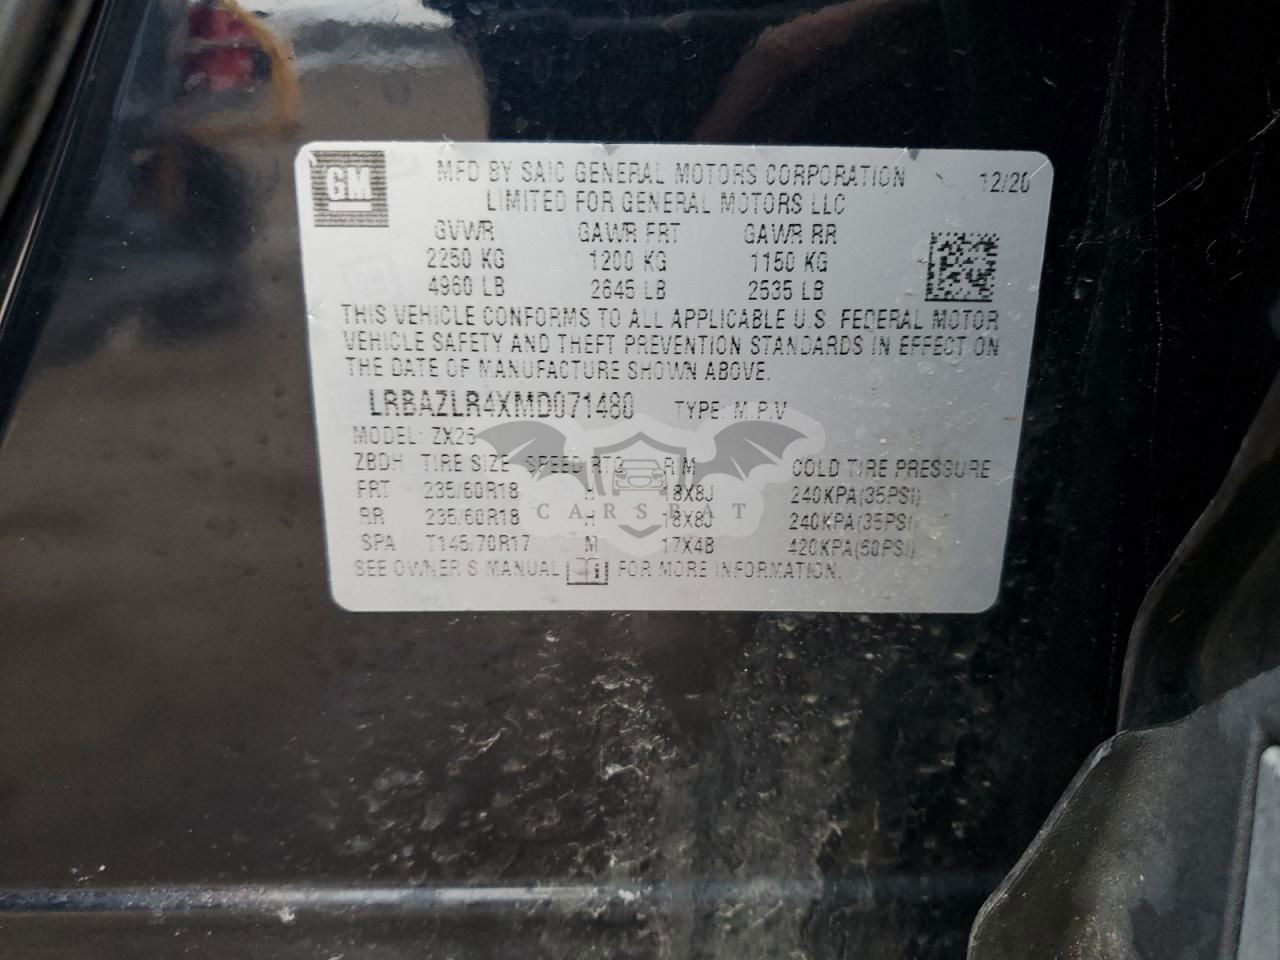 GM
MFD BY SAIC GENERAL MOTORS CORPORATION 12/20
LIMITED FOR GENERAL MOTORS LLC
GVWR GAWR FRT GAWR RR
2250 KG 1200 KG 1150 KG
4960 LB 2645 LB 2535 LB
THIS VEHICLE CONFORMS TO ALL APPLICABLE U.S. FEDERAL MOTOR
VEHICLE SAFETY AND THEFT PREVENTION STANDARDS IN EFFECT ON
THE DATE OF MANUFACTURE SHOWN ABOVE.
LRBAZLR4XMD071480 TYPE: M.P.V
MODEL: ZX26
ZBDH TIRE SIZE SPEED RTG RIM COLD TIRE PRESSURE
FRT 235/60R18 H 18X8J 240KPA(35PSI)
RR 235/60R18 H 18X8J 240KPA(35PSI)
CARSBAT
SPA T145/70R17 M 17X4B 420KPA(60PSI)
SEE OWNER'S MANUAL FOR MORE INFORMATION.